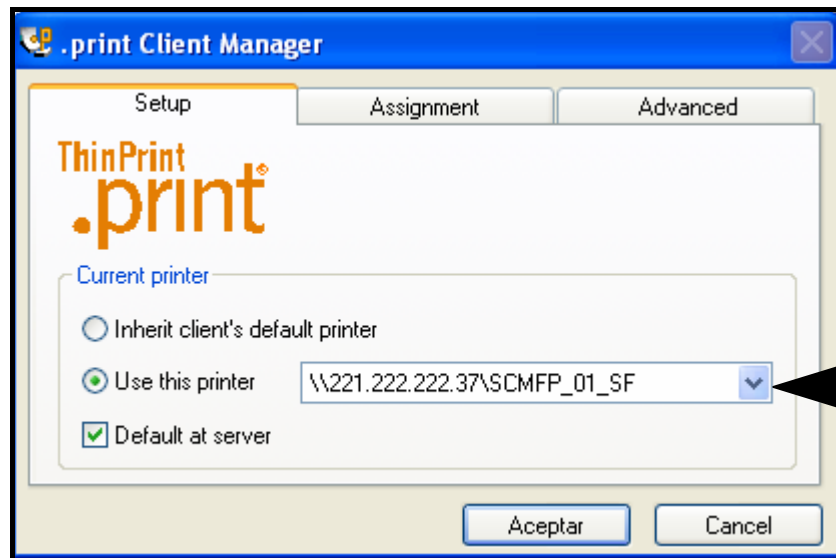 .print Client Manager
Setup
Assignment
Advanced
ThinPrint
.print®
Current printer
Inherit client's default printer
Use this printer
\\221.222.222.37\SCMFP_01_SF
Default at server
Aceptar
Cancel